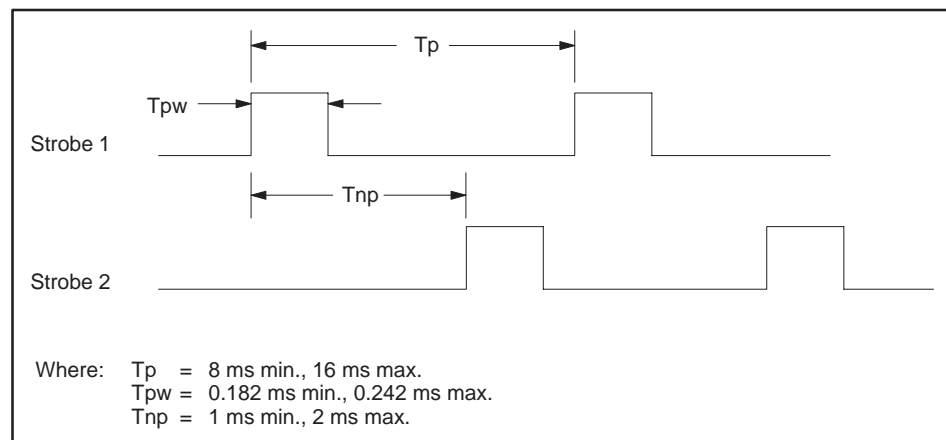 Tp
Tpw
Strobe 1
Tnp
Strobe 2
Where: Tp = 8 ms min., 16 ms max.
Tpw = 0.182 ms min., 0.242 ms max.
Tnp = 1 ms min., 2 ms max.